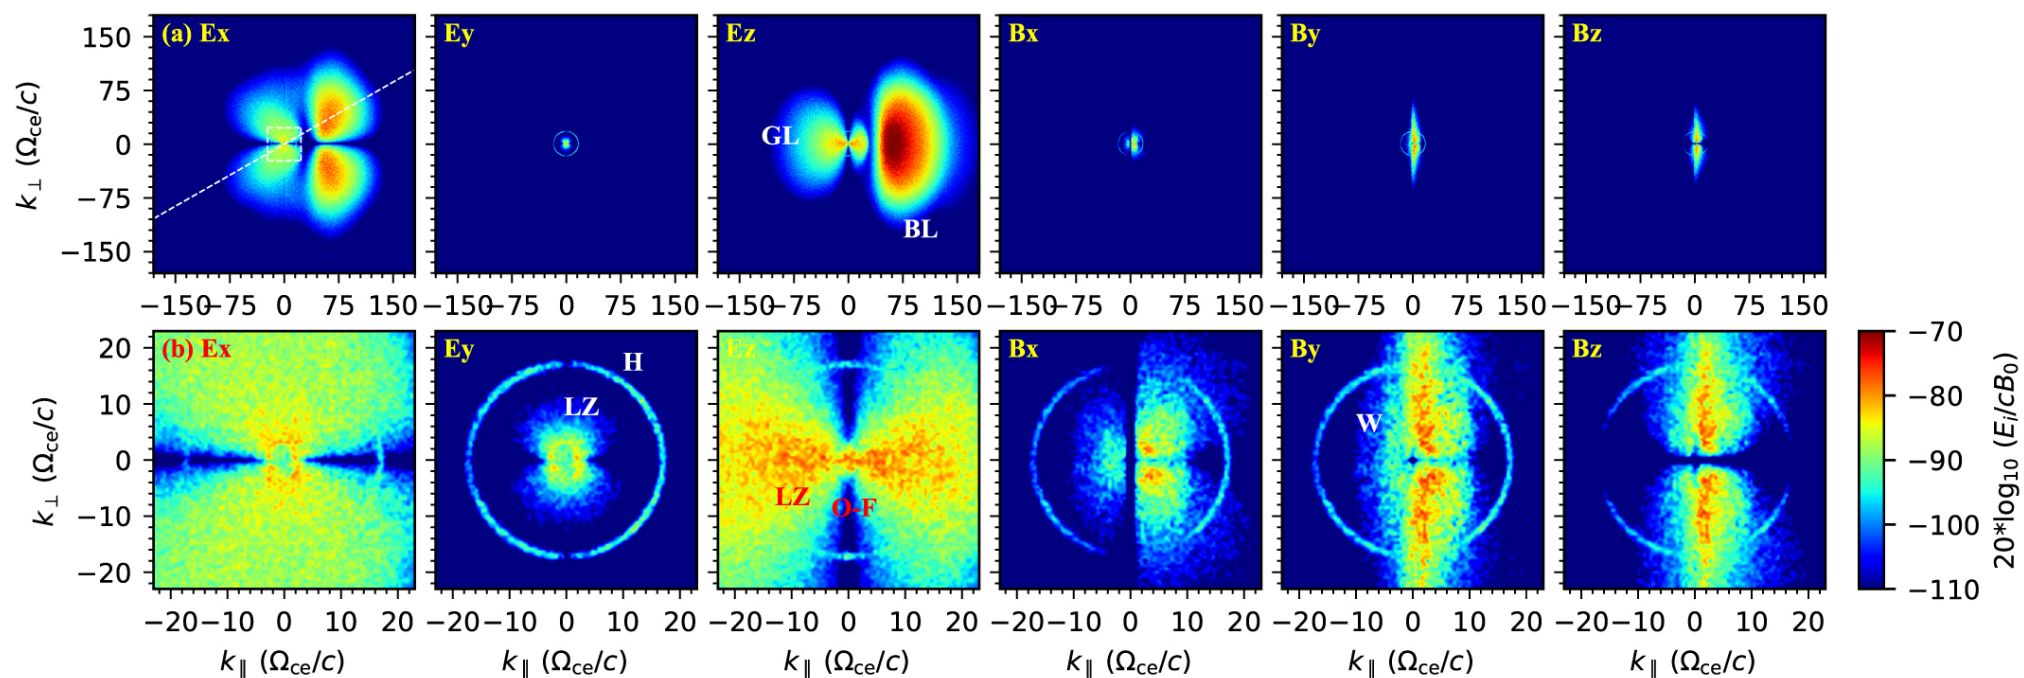 (a) Ex Ey Ez Bx By Bz
150
75
0
−75
−150
k⊥ (Ωce/c)
GL
BL
−150 −75 0 75 150 −150 −75 0 75 150 −150 −75 0 75 150 −150 −75 0 75 150 −150 −75 0 75 150 −150 −75 0 75 150
(b) Ex Ey Ez Bx By Bz
20
10
0
−10
−20
k⊥ (Ωce/c)
H
LZ
LZ
O-F
W
−20 −10 0 10 20 −20 −10 0 10 20 −20 −10 0 10 20 −20 −10 0 10 20 −20 −10 0 10 20 −20 −10 0 10 20
k∥ (Ωce/c) k∥ (Ωce/c) k∥ (Ωce/c) k∥ (Ωce/c) k∥ (Ωce/c) k∥ (Ωce/c)
−70
−80
−90
−100
−110
20*log10 (Ei/cB0)